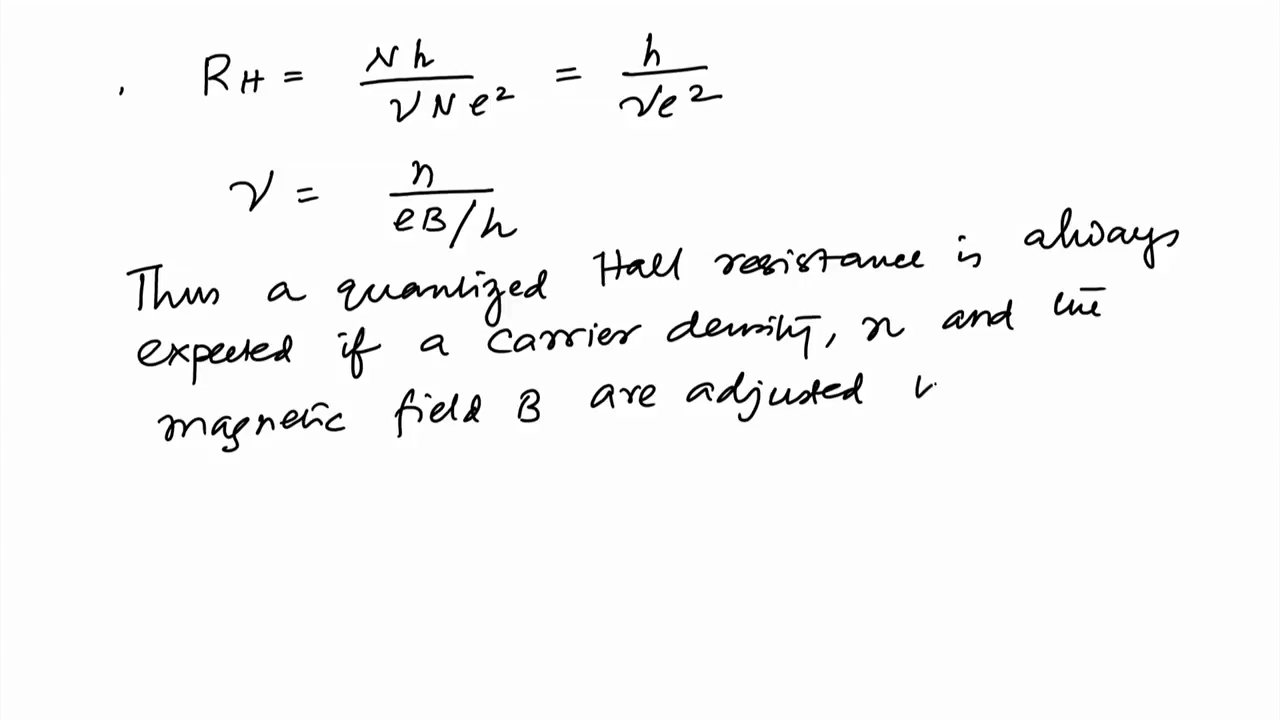 R_H = Nh / νNe² = h / νe²
ν = n / eB/h
Thus a quantized Hall resistance is always
expected if a carrier density, n and the
magnetic field B are adjusted